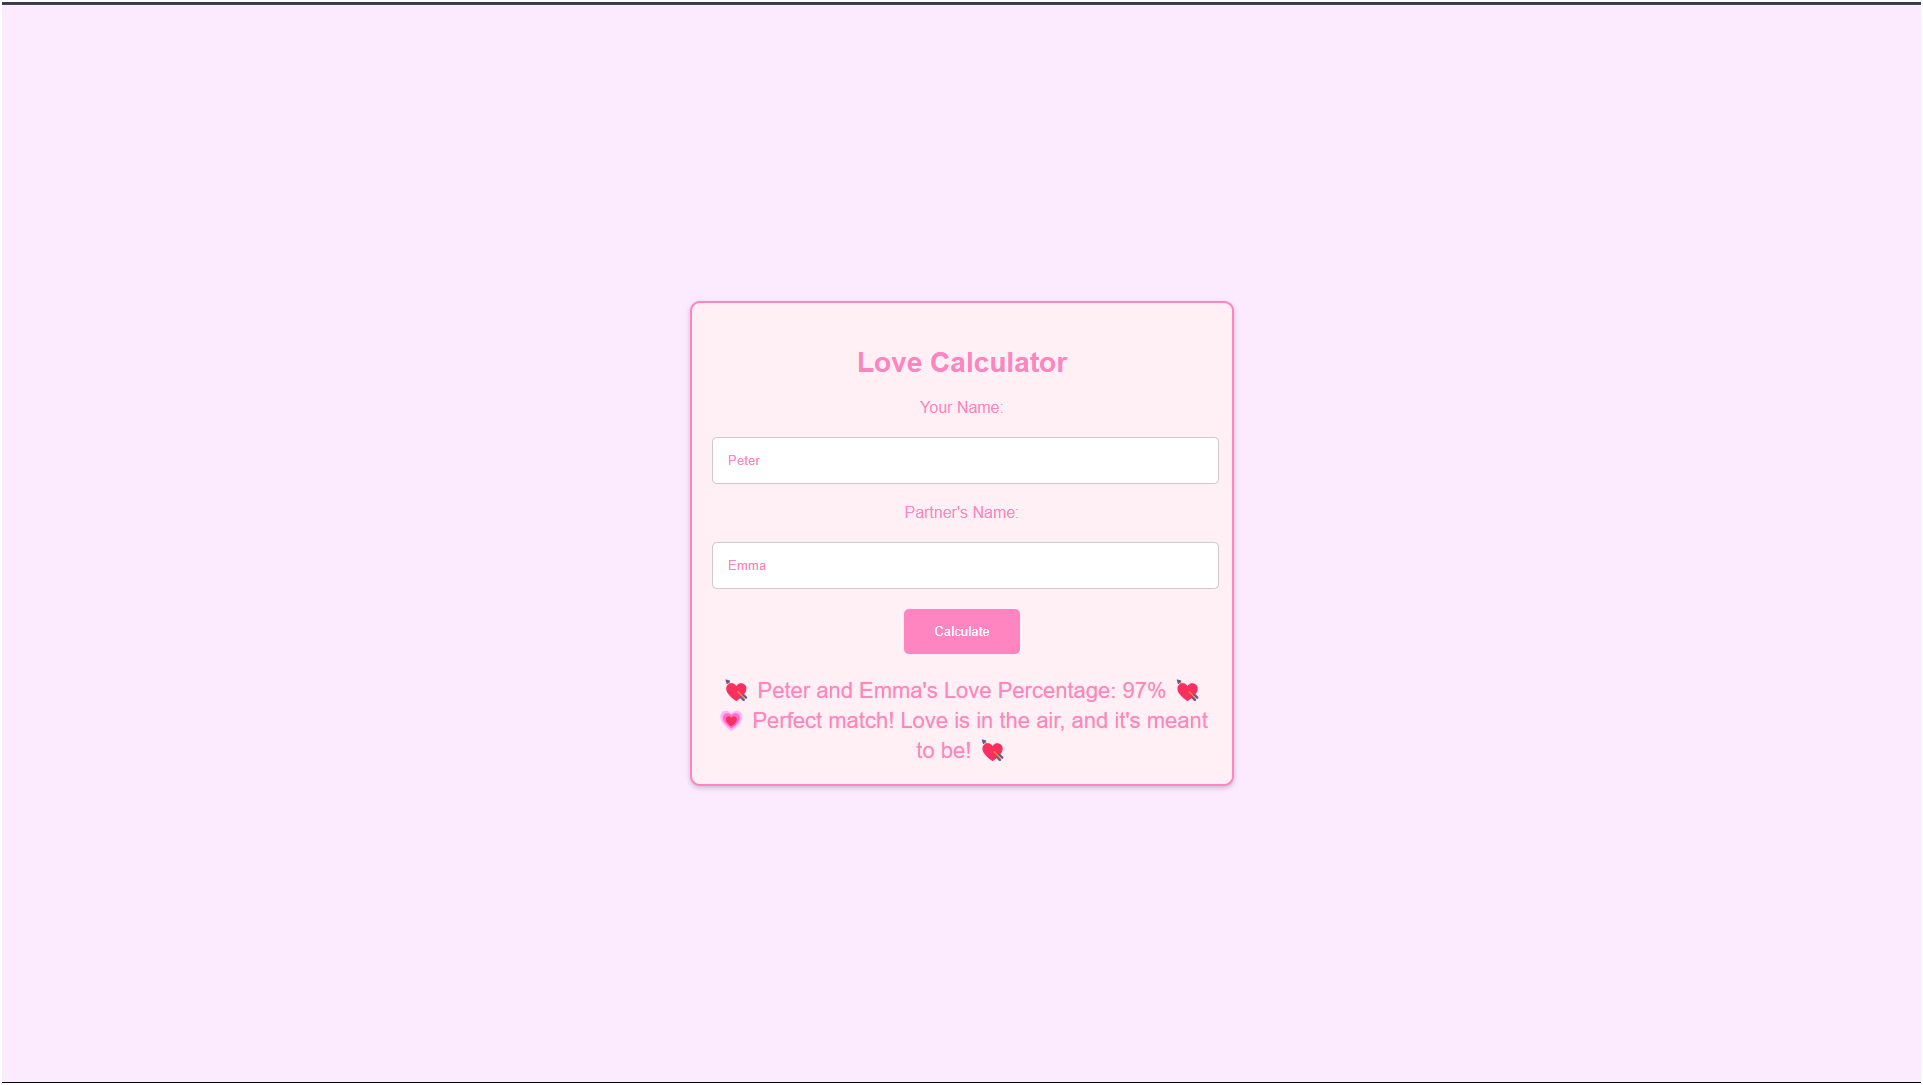 Love Calculator
Your Name:
Peter
Partner's Name:
Emma
Calculate
💘 Peter and Emma's Love Percentage: 97% 💘
💗 Perfect match! Love is in the air, and it's meant
to be! 💘